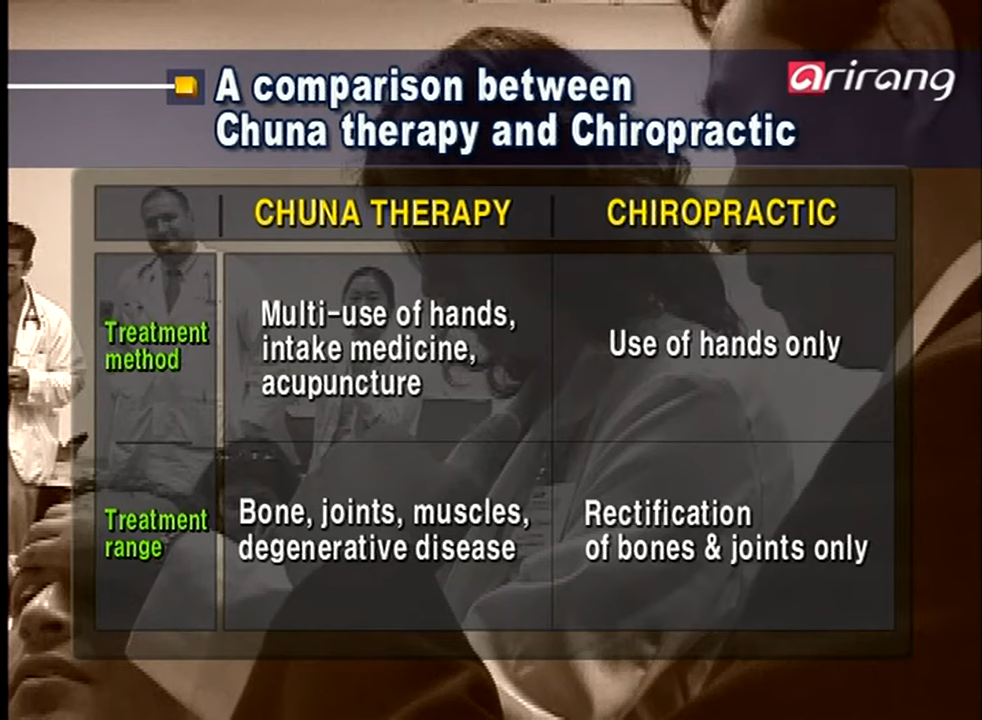 A comparison between
Chuna therapy and Chiropractic
arirang
CHUNA THERAPY
CHIROPRACTIC
Treatment
method
Multi-use of hands,
intake medicine,
acupuncture
Use of hands only
Treatment
range
Bone, joints, muscles,
degenerative disease
Rectification
of bones & joints only